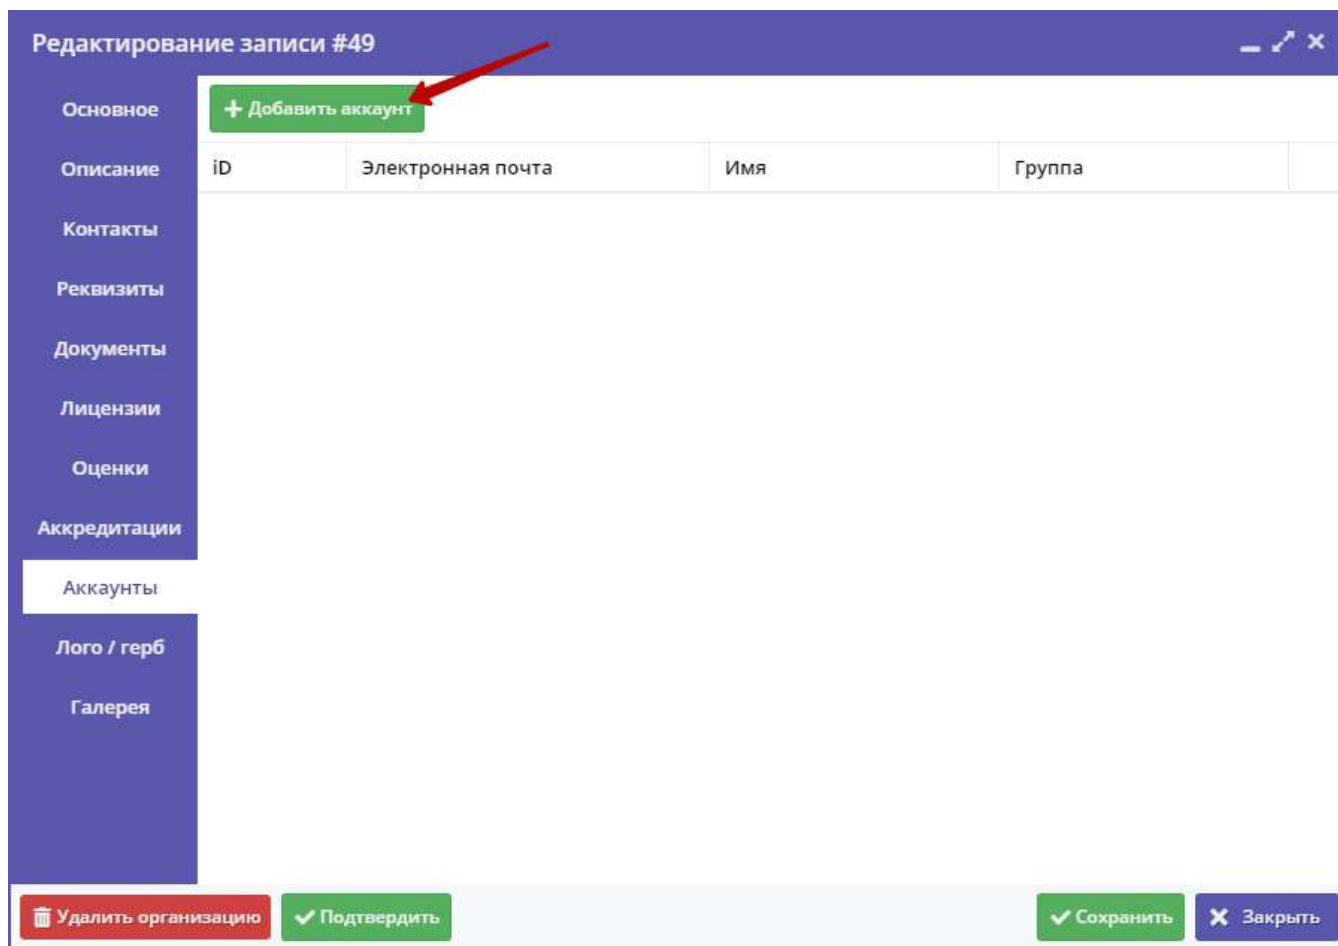 Редактирование записи #49
Основное
+ Добавить аккаунт
Описание
iD
Электронная почта
Имя
Группа
Контакты
Реквизиты
Документы
Лицензии
Оценки
Аккредитации
Аккаунты
Лого / герб
Галерея
Удалить организацию
Подтвердить
Сохранить
Закрыть